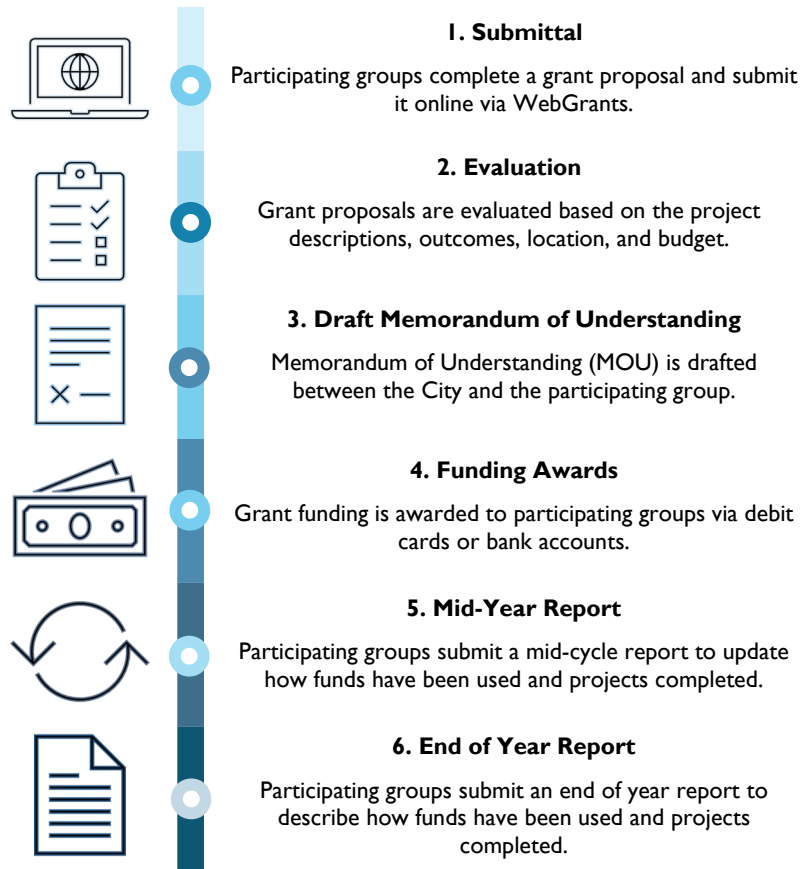 1. Submittal
Participating groups complete a grant proposal and submit
it online via WebGrants.
2. Evaluation
Grant proposals are evaluated based on the project
descriptions, outcomes, location, and budget.
3. Draft Memorandum of Understanding
Memorandum of Understanding (MOU) is drafted
between the City and the participating group.
4. Funding Awards
Grant funding is awarded to participating groups via debit
cards or bank accounts.
5. Mid-Year Report
Participating groups submit a mid-cycle report to update
how funds have been used and projects completed.
6. End of Year Report
Participating groups submit an end of year report to
describe how funds have been used and projects
completed.